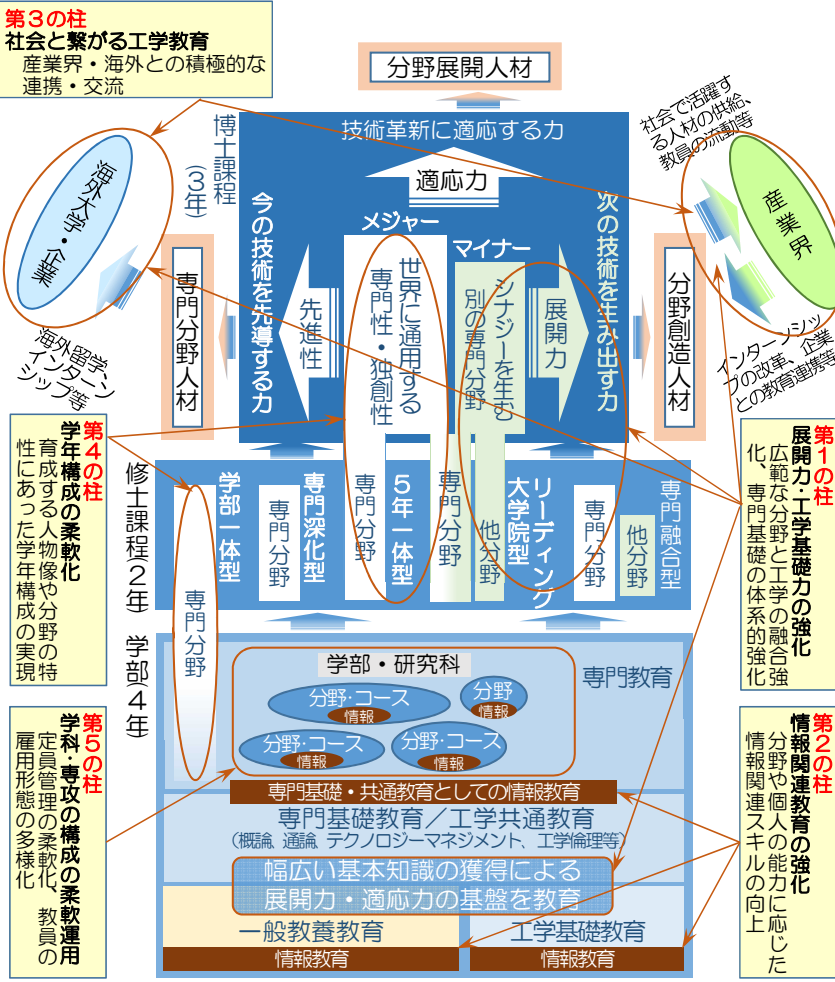 第３の柱
社会と繋がる工学教育
産業界・海外との積極的な
連携・交流
分野展開人材
社会で活躍す
る人材の供給、
教員の流動等
博士課程
(３年)
技術革新に適応する力
適応力
メジャー
マイナー
今の技術を先導する力
次の技術を生み出す力
海外大学・企業
産業界
専門分野人材
先進性
世界に通用する
専門性・独創性
シナジーを生む
別の専門分野
展開力
分野創造人材
海外留学、
インターン
シップ等
インターンシッ
プの改革、企業
との教育連携等
第４の柱
学年構成の柔軟化
育成する人物像や分野の特
性にあった学年構成の実現
第１の柱
展開力・工学基礎力の強化
広範な分野と工学の融合強
化、専門基礎の体系的強化
修士課程(２年)
学部(４年)
専門分野
学部一体型
専門分野
専門深化型
専門分野
５年一体型
専門分野
他分野
リーディング
大学院型
専門分野
他分野
専門融合型
学部・研究科
専門教育
分野・コース
情報
分野
情報
分野・コース
情報
分野・コース
情報
専門基礎・共通教育としての情報教育
専門基礎教育／工学共通教育
(概論、通論、テクノロジーマネジメント、工学倫理等)
幅広い基本知識の獲得による
展開力・適応力の基盤を教育
一般教養教育
工学基礎教育
情報教育
情報教育
第５の柱
学科・専攻の構成の柔軟運用
定員管理の柔軟化、教員の
雇用形態の多様化
第２の柱
情報関連教育の強化
分野や個人の能力に応じた
情報関連スキルの向上